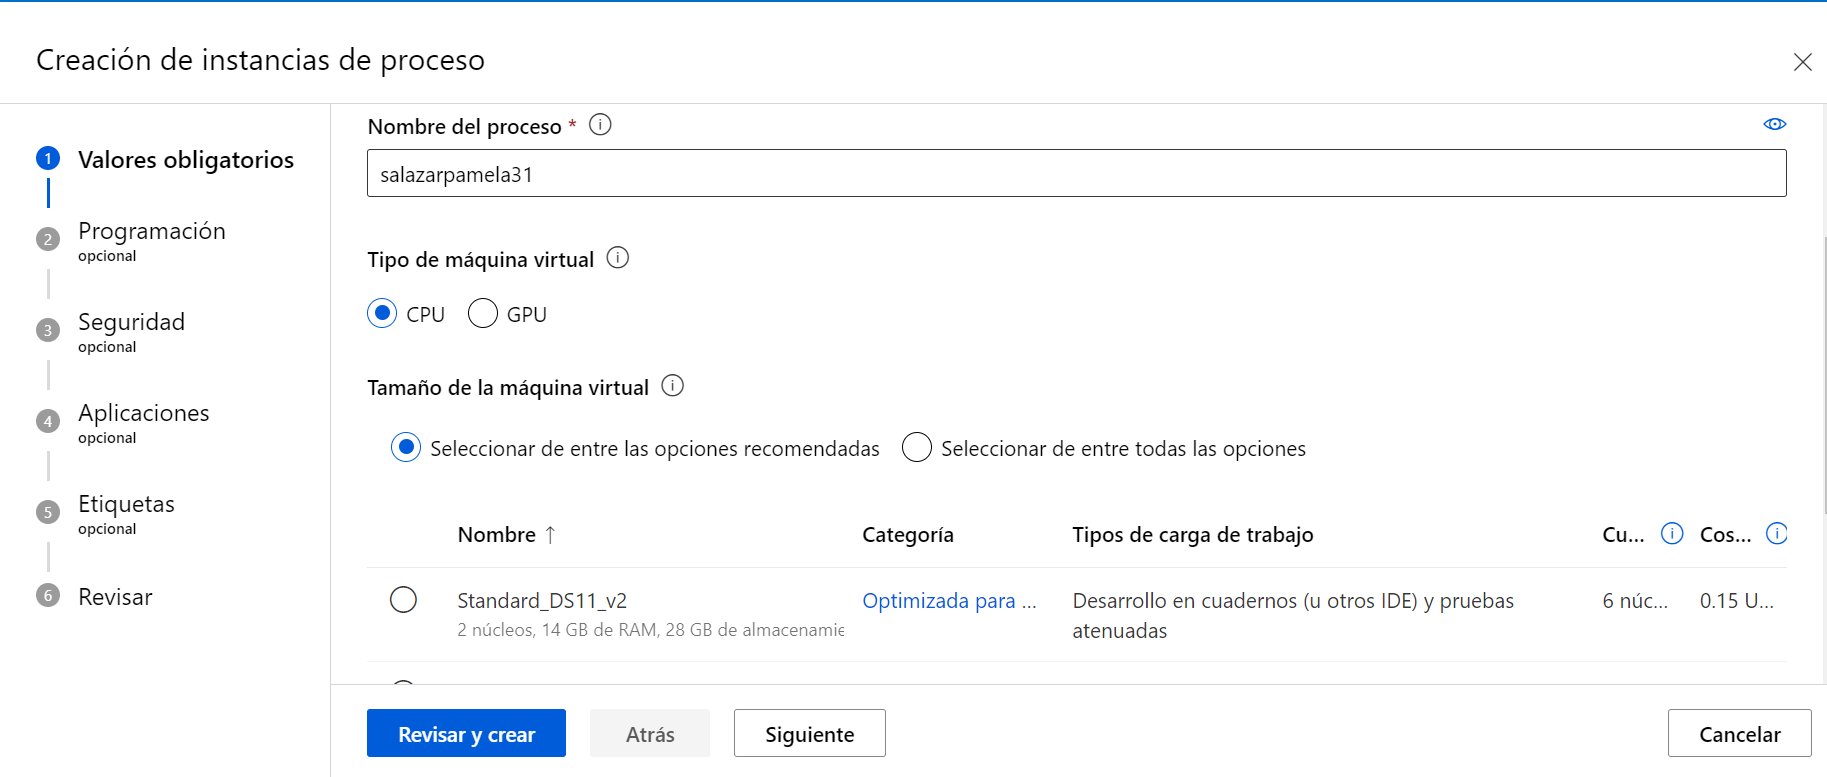 Creación de instancias de proceso
1 Valores obligatorios
2 Programación
opcional
3 Seguridad
opcional
4 Aplicaciones
opcional
5 Etiquetas
opcional
6 Revisar
Nombre del proceso *
salazarpamela31
Tipo de máquina virtual
CPU GPU
Tamaño de la máquina virtual
Seleccionar de entre las opciones recomendadas Seleccionar de entre todas las opciones
Nombre ↑ Categoría Tipos de carga de trabajo Cu... Cos...
Standard_DS11_v2 Optimizada para ... Desarrollo en cuadernos (u otros IDE) y pruebas 6 núc... 0.15 U...
2 núcleos, 14 GB de RAM, 28 GB de almacenamie atenuadas
Revisar y crear Atrás Siguiente Cancelar